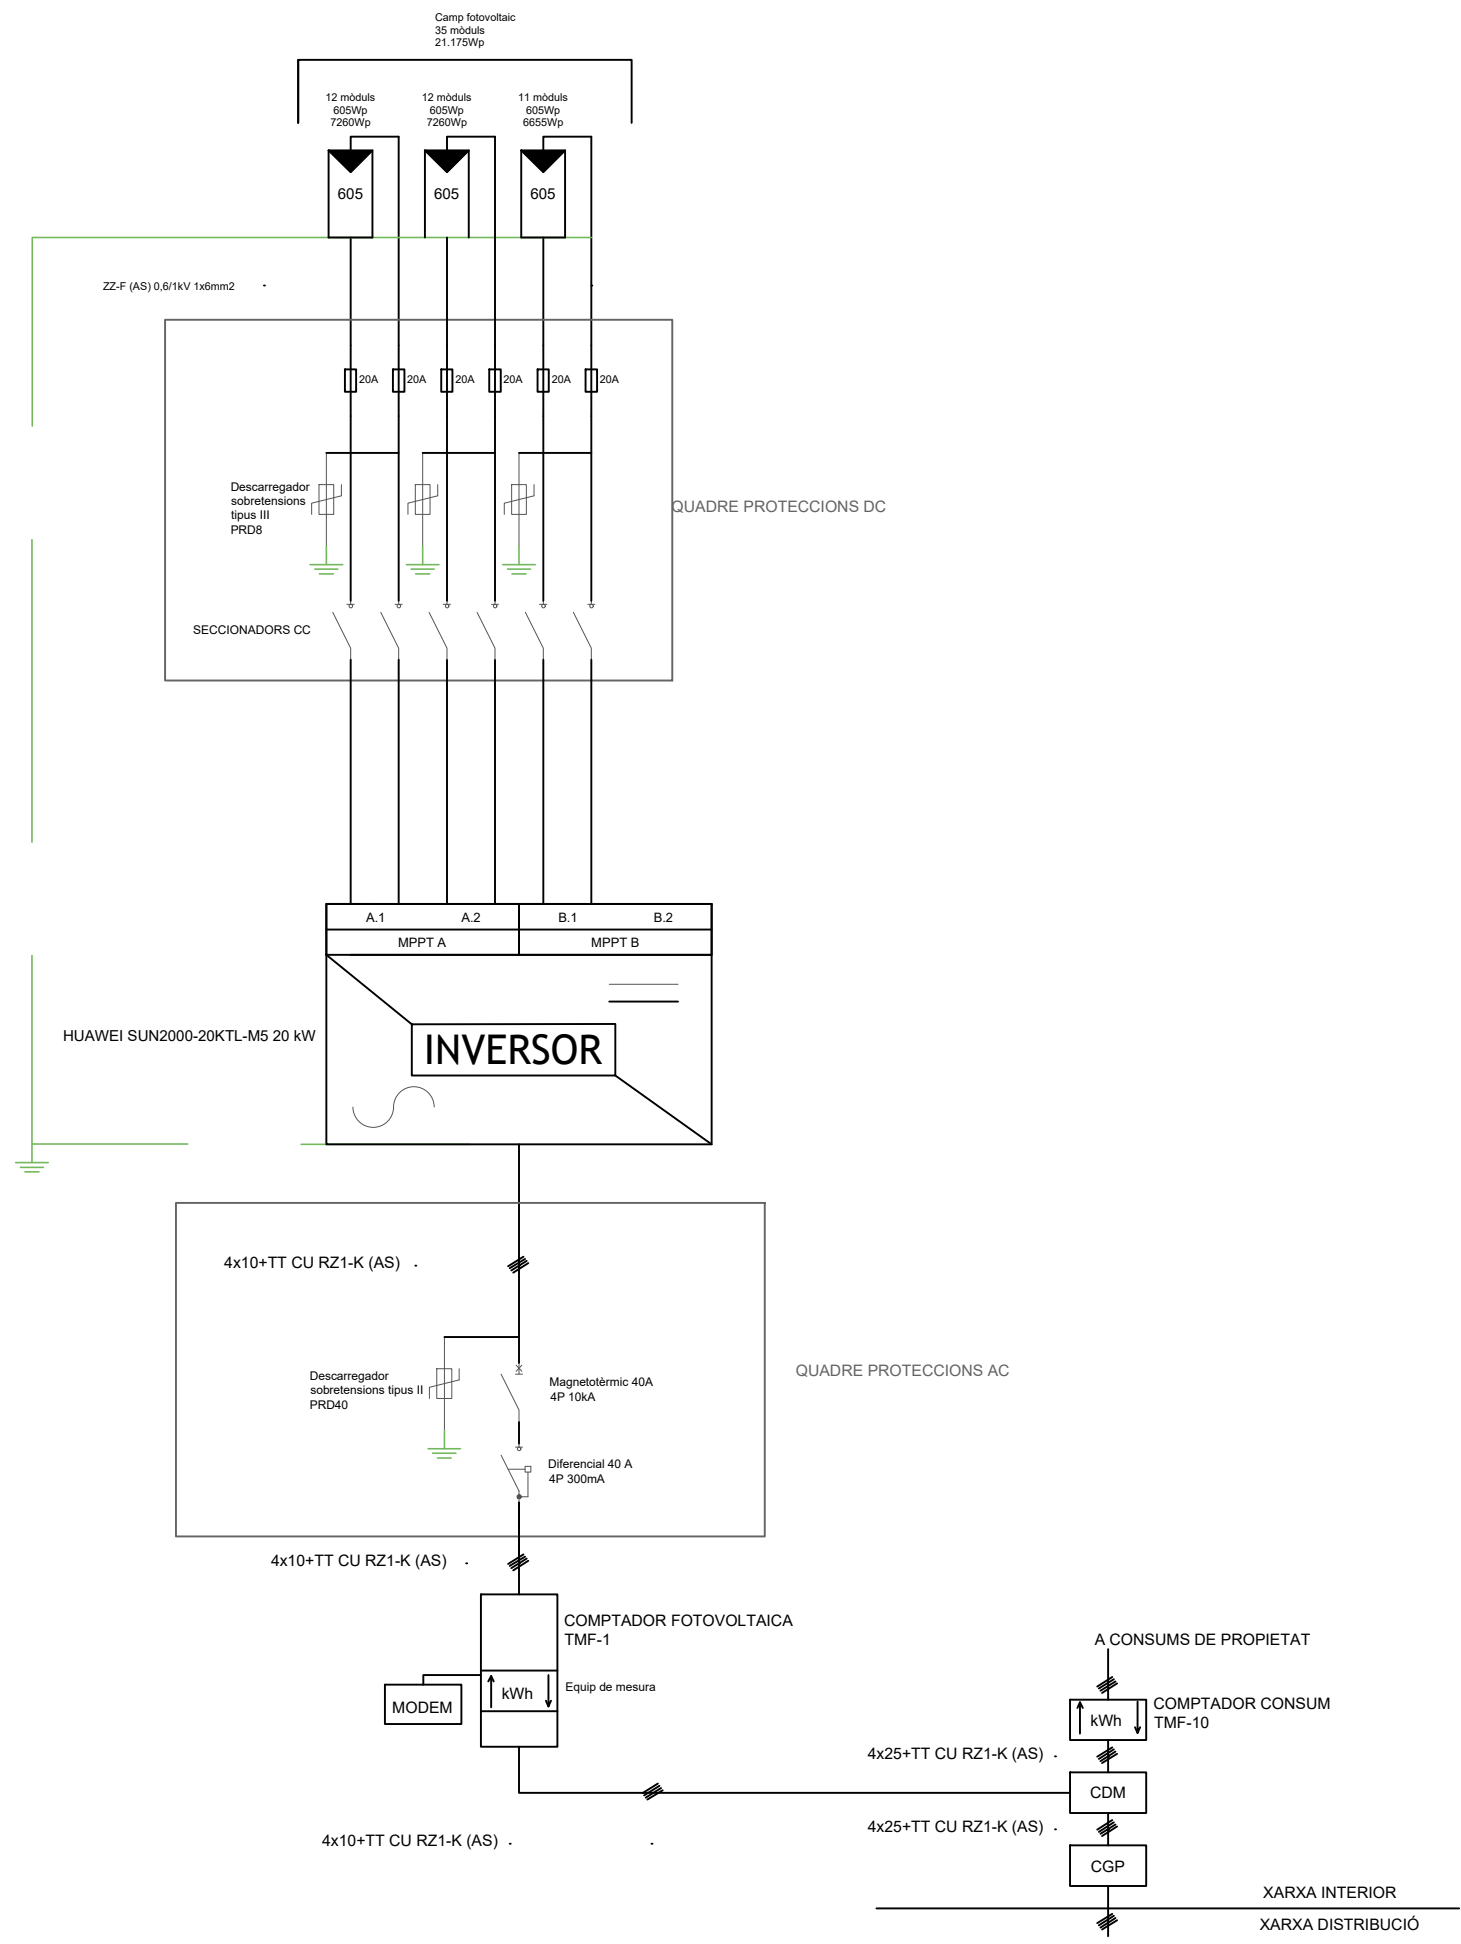 Camp fotovoltaic
35 mòduls
21.175Wp
12 mòduls
605Wp
7260Wp
12 mòduls
605Wp
7260Wp
11 mòduls
605Wp
6655Wp
605
605
605
ZZ-F (AS) 0,6/1kV 1x6mm2
20A
20A
20A
20A
20A
20A
Descarregador
sobretensions
tipus III
PRD8
QUADRE PROTECCIONS DC
SECCIONADORS CC
A.1
A.2
B.1
B.2
MPPT A
MPPT B
HUAWEI SUN2000-20KTL-M5 20 kW
INVERSOR
4x10+TT CU RZ1-K (AS)
Descarregador
sobretensions tipus II
PRD40
Magnetotèrmic 40A
4P 10kA
QUADRE PROTECCIONS AC
Diferencial 40 A
4P 300mA
4x10+TT CU RZ1-K (AS)
COMPTADOR FOTOVOLTAICA
TMF-1
kWh
Equip de mesura
MODEM
A CONSUMS DE PROPIETAT
kWh
COMPTADOR CONSUM
TMF-10
4x25+TT CU RZ1-K (AS)
CDM
4x25+TT CU RZ1-K (AS)
4x10+TT CU RZ1-K (AS)
CGP
XARXA INTERIOR
XARXA DISTRIBUCIÓ